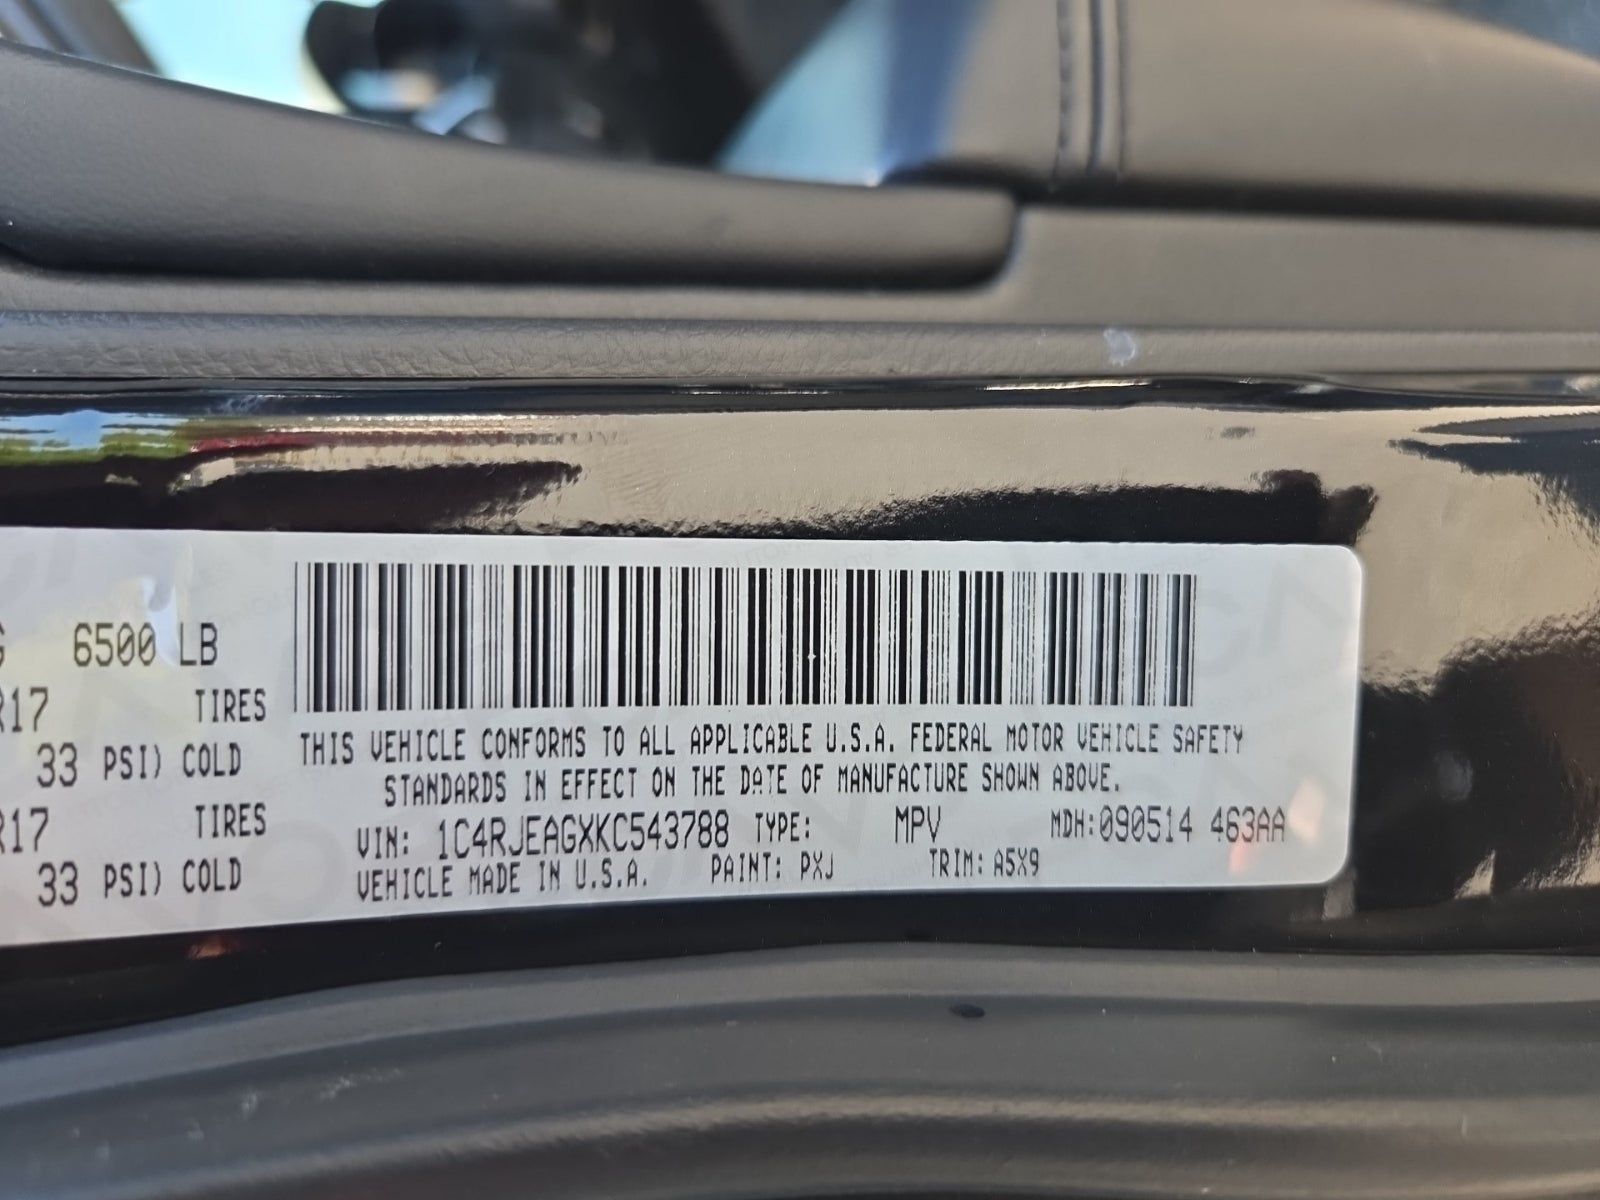 6500 LB
R17 TIRES
33 PSI) COLD
R17 TIRES
33 PSI) COLD
THIS VEHICLE CONFORMS TO ALL APPLICABLE U.S.A. FEDERAL MOTOR VEHICLE SAFETY
STANDARDS IN EFFECT ON THE DATE OF MANUFACTURE SHOWN ABOVE.
VIN: 1C4RJEAGXKC543788 TYPE: MPV MDH:090514 463AA
VEHICLE MADE IN U.S.A. PAINT: PXJ TRIM: A5X9